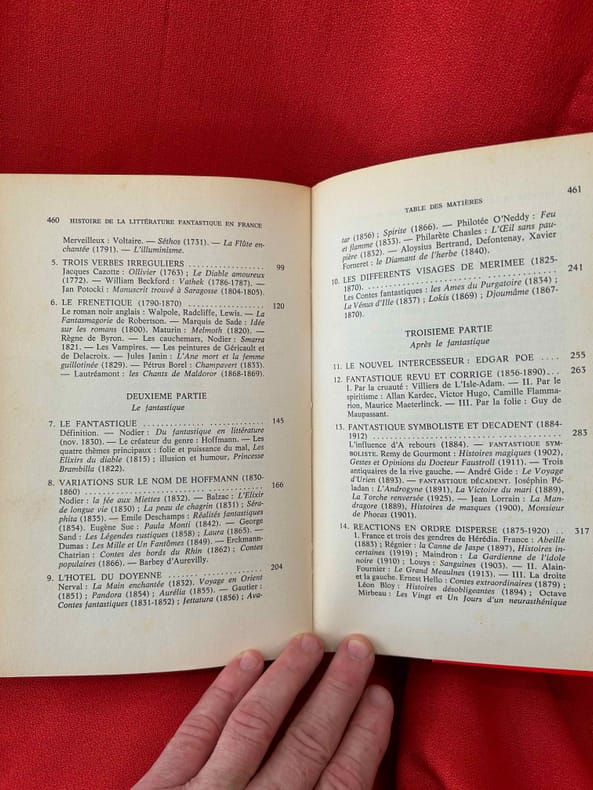 460 HISTOIRE DE LA LITTÉRATURE FANTASTIQUE EN FRANCE
Merveilleux : Voltaire. — Séthos (1731). — La Flûte en-
chantée (1791). — L'illuminisme.
5. TROIS VERBES IRREGULIERS ................ 99
Jacques Cazotte : Ollivier (1763) ; Le Diable amoureux
(1772). — William Beckford : Vathek (1786-1787). —
Jan Potocki : Manuscrit trouvé à Saragosse (1804-1805).
6. LE FRENETIQUE (1790-1870) ................ 120
Le roman noir anglais : Walpole, Radcliffe, Lewis. — La
Fantasmagorie de Robertson. — Marquis de Sade : Idée
sur les romans (1800). Maturin : Melmoth (1820). —
Règne de Byron. — Les cauchemars, Nodier : Smarra
1821. — Les Vampires. — Les peintures de Géricault et
de Delacroix. — Jules Janin : L'Ane mort et la jeune
guillotinée (1829). — Pétrus Borel : Champavert (1833).
— Lautréamont : les Chants de Maldoror (1868-1869).
DEUXIEME PARTIE
Le fantastique
7. LE FANTASTIQUE ................ 145
Définition. — Nodier : Du fantastique en littérature
(nov. 1830). — Le créateur du genre : Hoffmann. — Les
quatre thèmes principaux : folie et puissance du mal, Les
Elixirs du diable (1815) ; illusion et humour, Princesse
Brambilla (1822).
8. VARIATIONS SUR LE NOM DE HOFFMANN (1830-
1860) ................ 166
Nodier : la fée aux Miettes (1832). — Balzac : L'Elixir
de longue vie (1830) ; La peau de chagrin (1831) ; Séra-
phita (1835). — Emile Deschamps : Réalités fantastiques
(1854). Eugène Sue : Paula Monti (1842). — George
Sand : Les Légendes rustiques (1858) ; Laura (1865). —
Dumas : Les Mille et Un Fantômes (1849). — Erckmann-
Chatrian : Contes des bords du Rhin (1862) ; Contes
populaires (1866). — Barbey d'Aurevilly.
9. L'HOTEL DU DOYENNE ................ 204
Nerval : La Main enchantée (1832). Voyage en Orient
(1851) ; Pandora (1854) ; Aurélia (1855). — Gautier :
Contes fantastiques (1831-1852) ; Jettatura (1856) ; Ava-
TABLE DES MATIÈRES 461
tar (1856) ; Spirite (1866). — Philotée O'Neddy : Feu
et flamme (1833). — Philarète Chasles : L'Œil sans pau-
pière (1832). — Aloysius Bertrand, Defontenay, Xavier
Forneret : le Diamant de l'herbe (1840).
10. LES DIFFERENTS VISAGES DE MERIMEE (1825-
1870) ................ 241
Les Contes fantastiques : les Ames du Purgatoire (1834) ;
La Vénus d'Ille (1837) ; Lokis (1869) ; Djoumâme (1867-
1870).
TROISIEME PARTIE
Après le fantastique
11. LE NOUVEL INTERCESSEUR : EDGAR POE .... 255
12. FANTASTIQUE REVU ET CORRIGE (1856-1890)... 263
I. Par la cruauté : Villiers de L'Isle-Adam. — II. Par le
spiritisme : Allan Kardec, Victor Hugo, Camille Flamma-
rion, Maurice Maeterlinck. — III. Par la folie : Guy de
Maupassant.
13. FANTASTIQUE SYMBOLISTE ET DECADENT (1884-
1912) ................ 283
L'influence d'A rebours (1884). — FANTASTIQUE SYM-
BOLISTE. Remy de Gourmont : Histoires magiques (1902),
Gestes et Opinions du Docteur Faustroll (1911). — Trois
antiquaires de la rive gauche. — André Gide : Le Voyage
d'Urien (1893). — FANTASTIQUE DÉCADENT. Joséphin Pé-
ladan : L'Androgyne (1891), La Victoire du mari (1889),
La Torche renversée (1925). — Jean Lorrain : La Man-
dragore (1889), Histoires de masques (1900), Monsieur
de Phocas (1901).
14. REACTIONS EN ORDRE DISPERSE (1875-1920) .. 317
I. France et trois des gendres de Hérédia. France : Abeille
(1883) ; Régnier : la Canne de Jaspe (1897), Histoires in-
certaines (1919) ; Maindron : La Gardienne de l'idole
noire (1910) ; Louys : Sanguines (1903). — II. Alain-
Fournier : Le Grand Meaulnes (1913). — III. La droite
et la gauche. Ernest Hello : Contes extraordinaires (1879) ;
Léon Bloy : Histoires désobligeantes (1894) ; Octave
Mirbeau : Les Vingt et Un Jours d'un neurasthénique